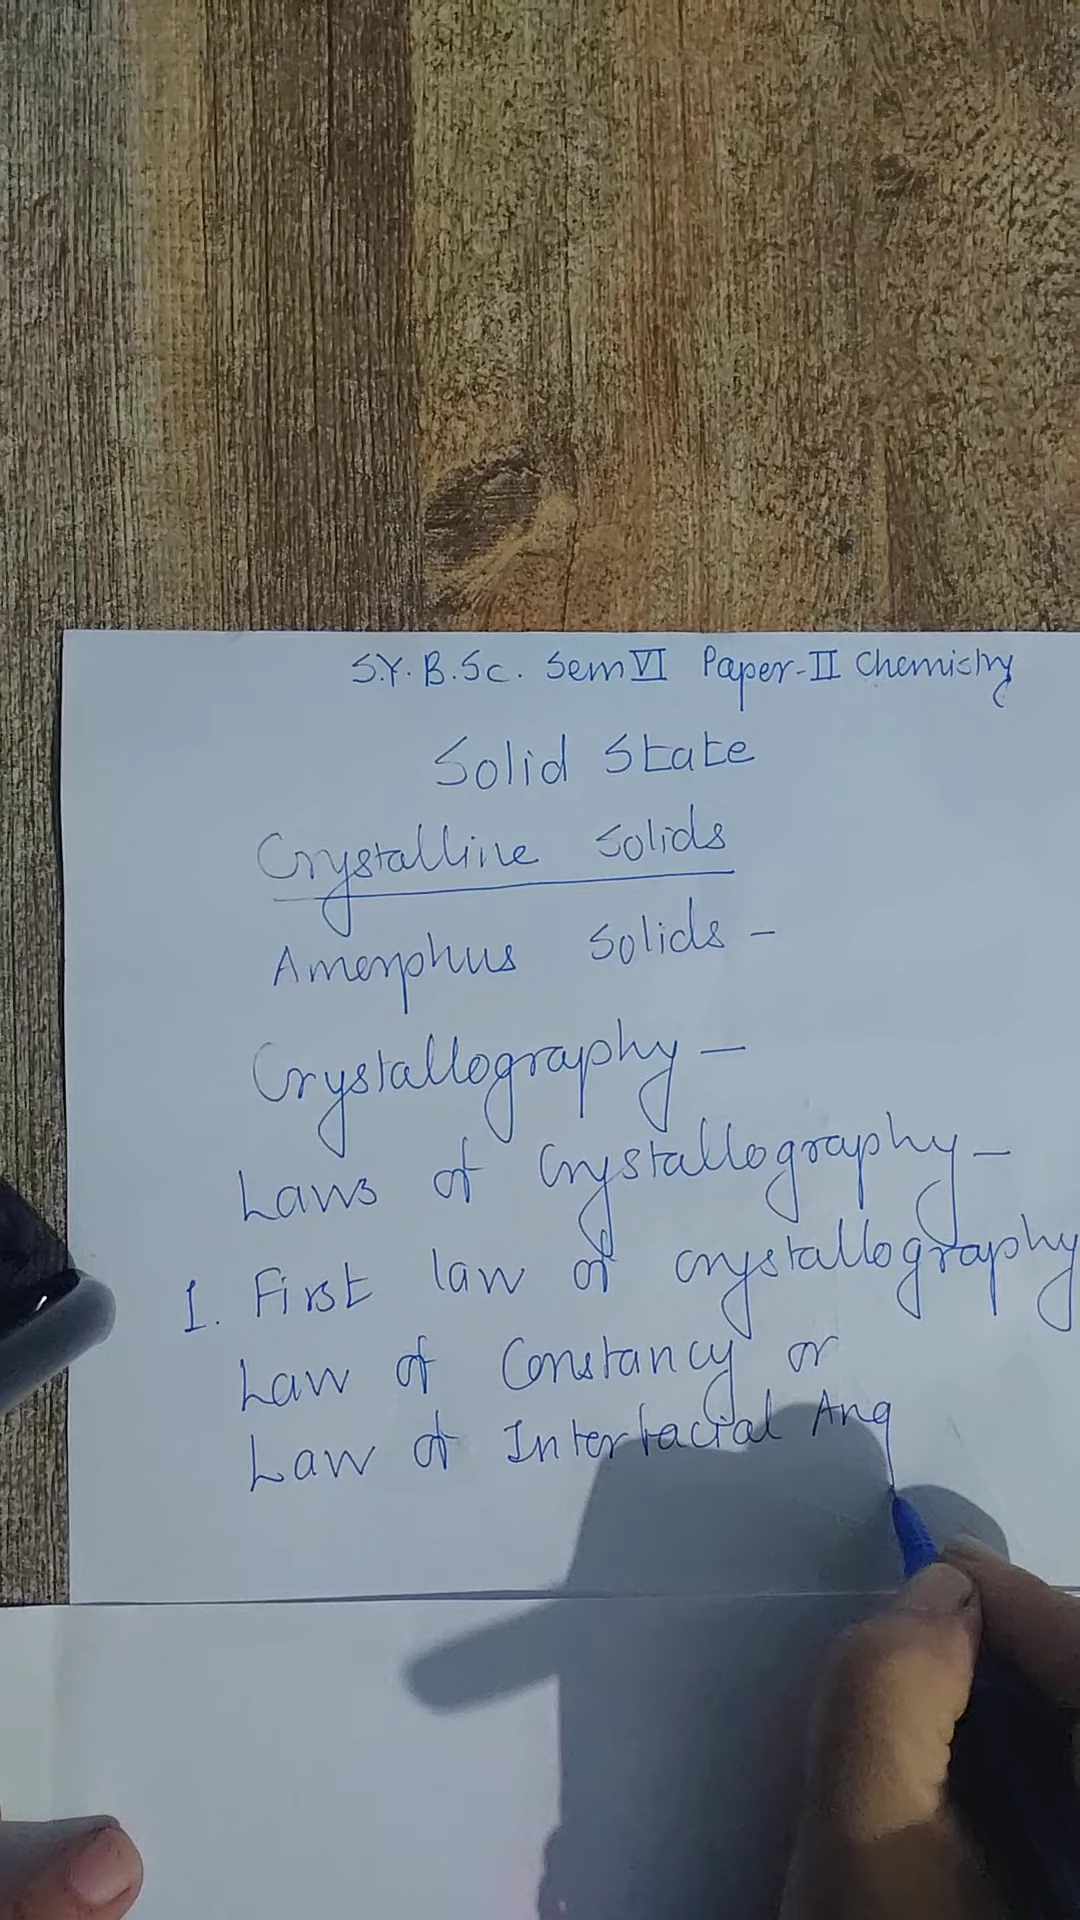 S.Y. B.Sc. Sem VI Paper-II Chemistry
Solid State
Crystalline Solids
Amorphus Solids -
Crystallography -
Laws of Crystallography -
1. First law of crystallography
Law of Constancy or
Law of Interfacial Ang